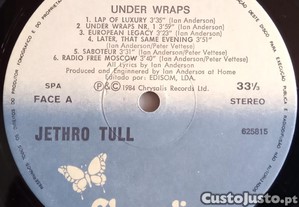 UNDER WRAPS
1. LAP OF LUXURY 3'35" (Ian Anderson)
2. UNDER WRAPS NR. 1 3'59" (Ian Anderson)
3. EUROPEAN LEGACY 3'23" (Ian Anderson)
4. LATER, THAT SAME EVENING 3'51"
(Ian Anderson/Peter Vettese)
5. SABOTEUR 3'31" (Ian Anderson/Peter Vettese)
6. RADIO FREE MOSCOW 3'40" (Ian Anderson/Peter Vettese)
All Lyrics by Ian Anderson
Produced and Engineered by Ian Anderson at Home
Editado por: EDISOM, LDA.
SPA
33⅓
FACE A
℗&© 1984 Chrysalis Records Ltd.
STEREO
JETHRO TULL
625815
CustoJusto.pt